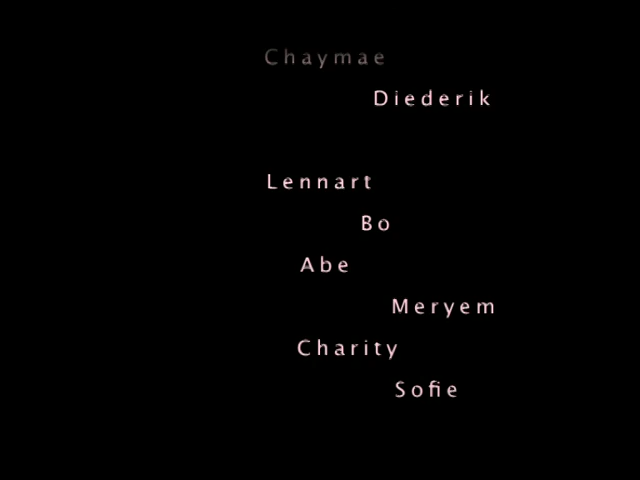 Chaymae
Diederik
Lennart
Bo
Abe
Meryem
Charity
Sofie